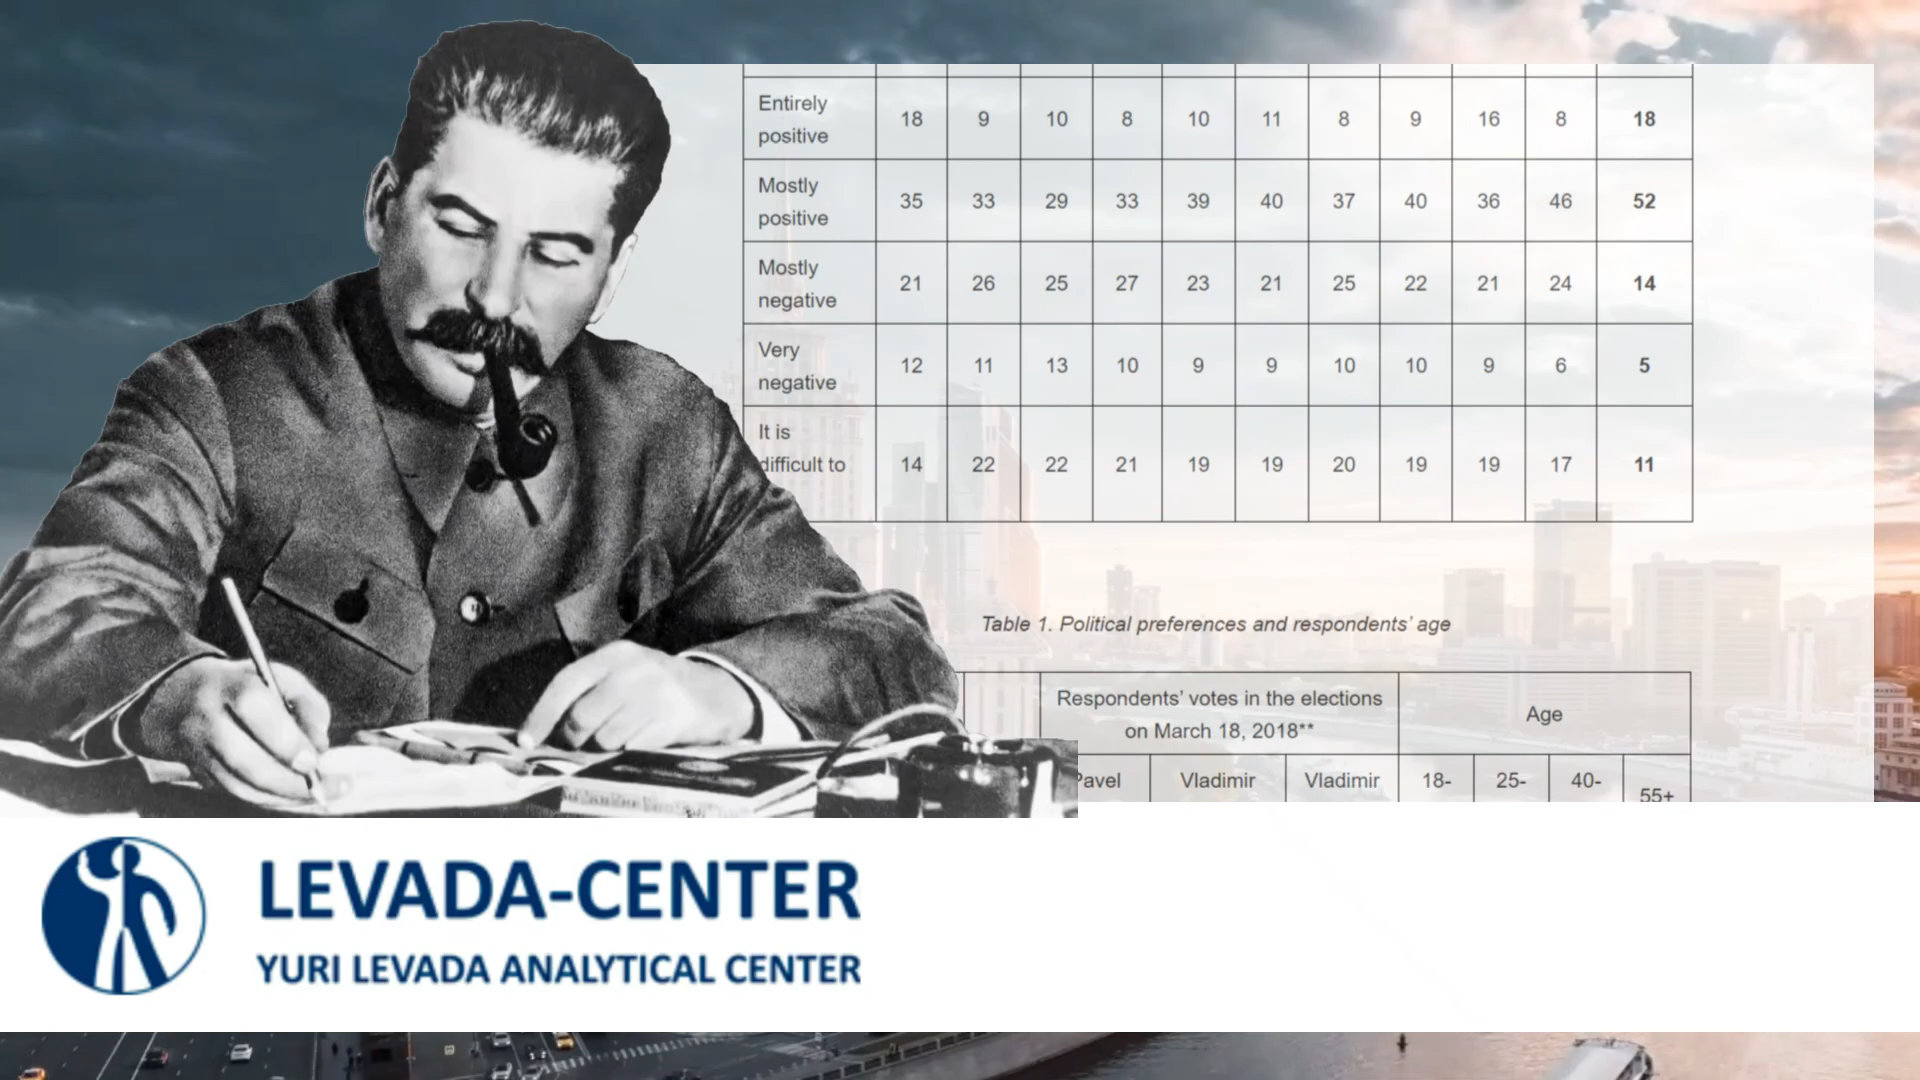 Entirely
positive 18 9 10 8 10 11 8 9 16 8 18
Mostly
positive 35 33 29 33 39 40 37 40 36 46 52
Mostly
negative 21 26 25 27 23 21 25 22 21 24 14
Very
negative 12 11 13 10 9 9 10 10 9 6 5
It is
difficult to 14 22 22 21 19 19 20 19 19 17 11
Table 1. Political preferences and respondents' age
Respondents' votes in the elections
on March 18, 2018**
Age
Pavel Vladimir Vladimir 18- 25- 40- 55+
LEVADA-CENTER
YURI LEVADA ANALYTICAL CENTER